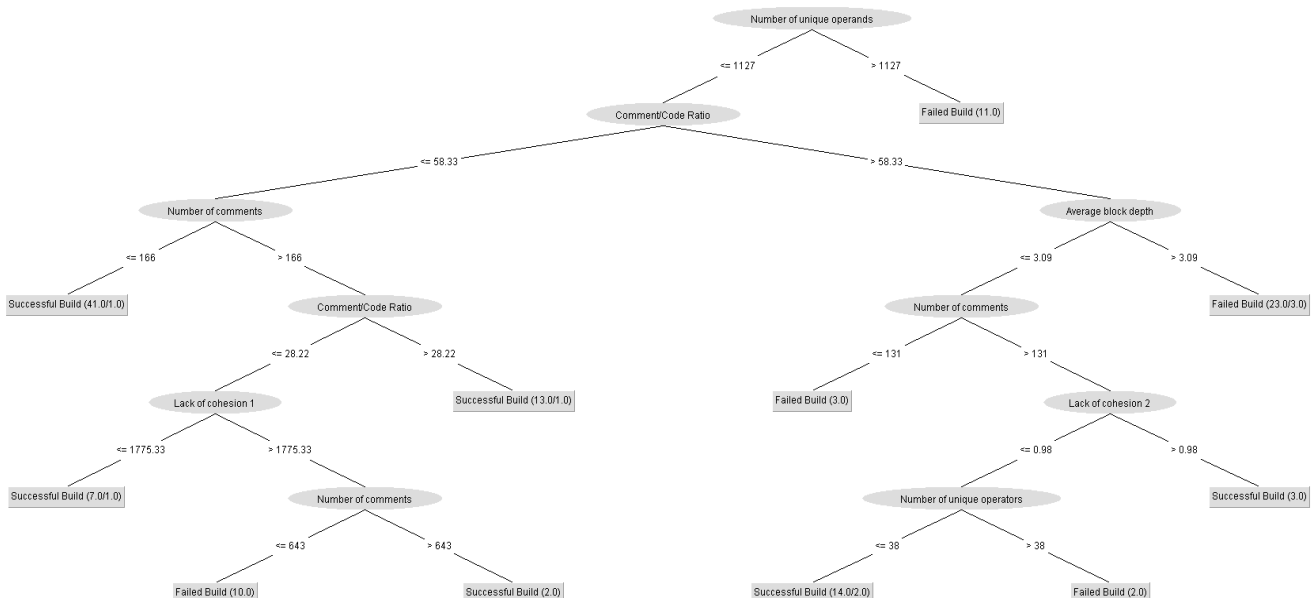 Number of unique operands
<= 1127
> 1127
Comment/Code Ratio
Failed Build (11.0)
<= 58.33
> 58.33
Number of comments
Average block depth
<= 166
> 166
<= 3.09
> 3.09
Successful Build (41.0/1.0)
Comment/Code Ratio
Number of comments
Failed Build (23.0/3.0)
<= 28.22
> 28.22
<= 131
> 131
Lack of cohesion 1
Successful Build (13.0/1.0)
Failed Build (3.0)
Lack of cohesion 2
<= 1775.33
> 1775.33
<= 0.98
> 0.98
Successful Build (7.0/1.0)
Number of comments
Number of unique operators
Successful Build (3.0)
<= 643
> 643
<= 38
> 38
Failed Build (10.0)
Successful Build (2.0)
Successful Build (14.0/2.0)
Failed Build (2.0)